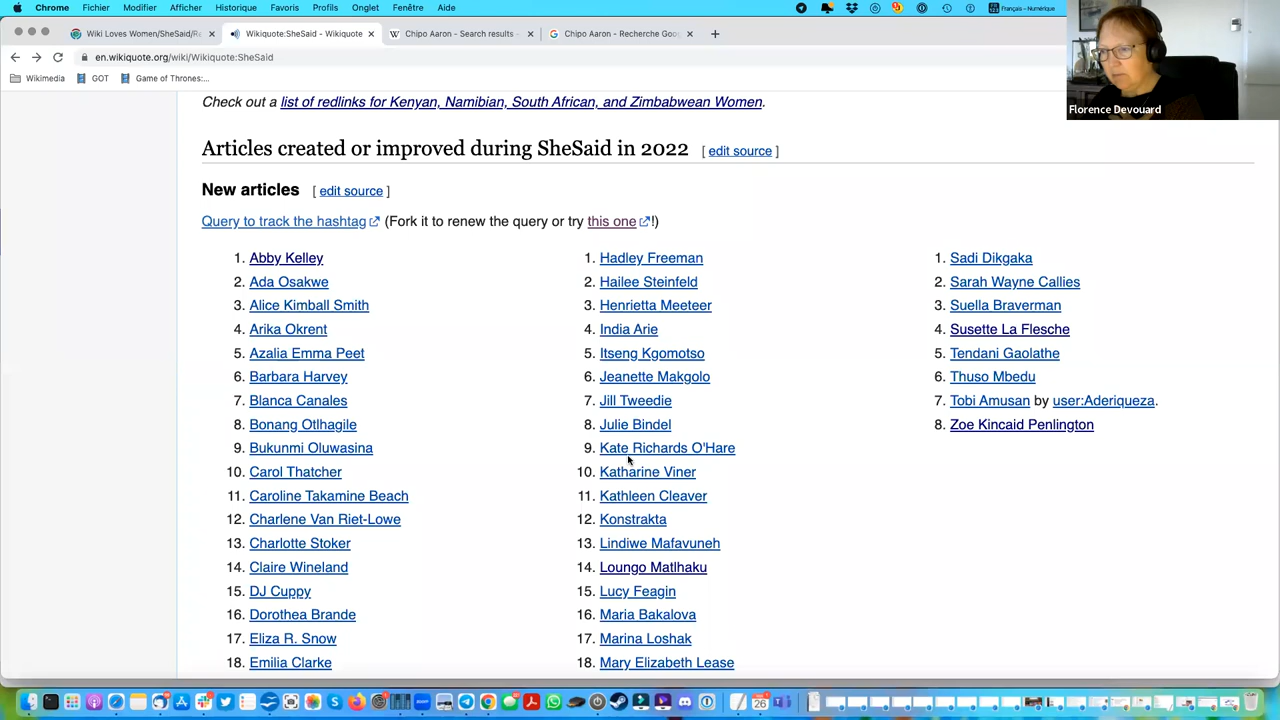 Chrome Fichier Modifier Afficher Historique Favoris Profils Onglet Fenêtre Aide
Français – Numérique
Wiki Loves Women/SheSaid/R
Wikiquote:SheSaid - Wikiquote
Chipo Aaron - Search results -
Chipo Aaron - Recherche Goo
en.wikiquote.org/wiki/Wikiquote:SheSaid
Wikimedia GOT Game of Thrones:...
Florence Devouard
Check out a list of redlinks for Kenyan, Namibian, South African, and Zimbabwean Women.
Articles created or improved during SheSaid in 2022 [ edit source ]
New articles [ edit source ]
Query to track the hashtag (Fork it to renew the query or try this one!)
1. Abby Kelley
2. Ada Osakwe
3. Alice Kimball Smith
4. Arika Okrent
5. Azalia Emma Peet
6. Barbara Harvey
7. Blanca Canales
8. Bonang Otlhagile
9. Bukunmi Oluwasina
10. Carol Thatcher
11. Caroline Takamine Beach
12. Charlene Van Riet-Lowe
13. Charlotte Stoker
14. Claire Wineland
15. DJ Cuppy
16. Dorothea Brande
17. Eliza R. Snow
18. Emilia Clarke
1. Hadley Freeman
2. Hailee Steinfeld
3. Henrietta Meeteer
4. India Arie
5. Itseng Kgomotso
6. Jeanette Makgolo
7. Jill Tweedie
8. Julie Bindel
9. Kate Richards O'Hare
10. Katharine Viner
11. Kathleen Cleaver
12. Konstrakta
13. Lindiwe Mafavuneh
14. Loungo Matlhaku
15. Lucy Feagin
16. Maria Bakalova
17. Marina Loshak
18. Mary Elizabeth Lease
1. Sadi Dikgaka
2. Sarah Wayne Callies
3. Suella Braverman
4. Susette La Flesche
5. Tendani Gaolathe
6. Thuso Mbedu
7. Tobi Amusan by user:Aderiqueza.
8. Zoe Kincaid Penlington
26